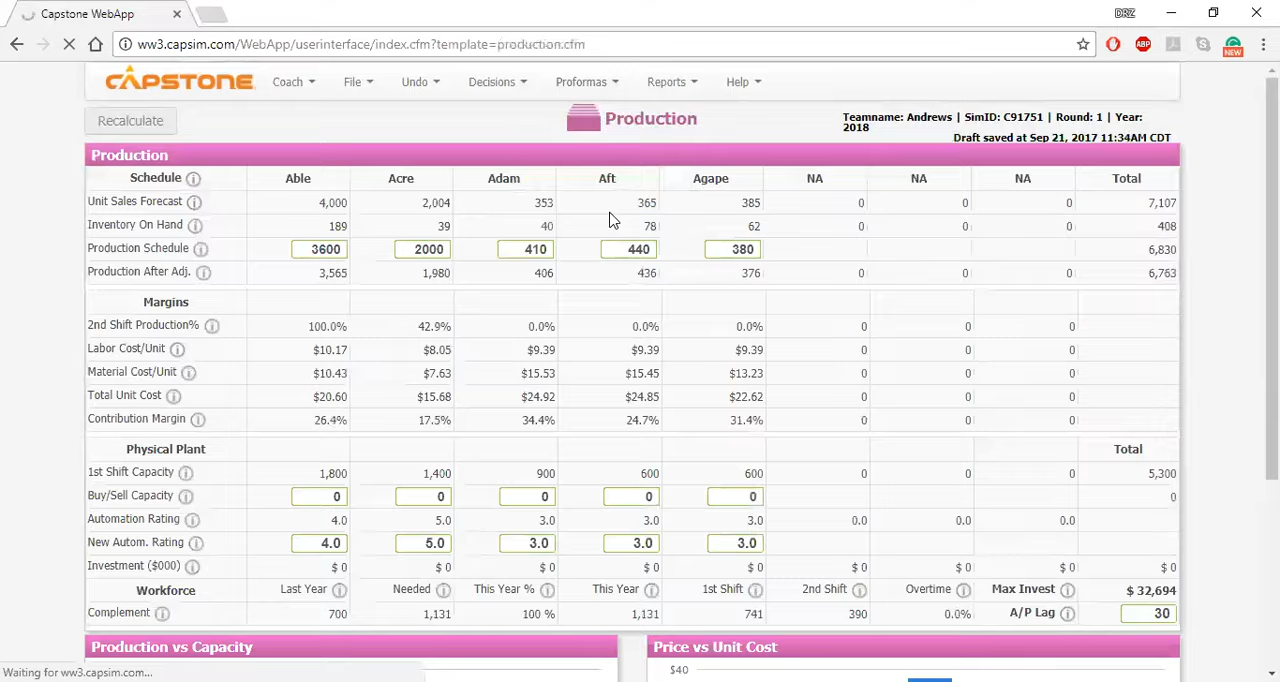 Capstone WebApp
DRZ
ww3.capsim.com/WebApp/userinterface/index.cfm?template=production.cfm
ABP
NEW
CAPSTONE Coach File Undo Decisions Proformas Reports Help
Recalculate
Production
Teamname: Andrews | SimID: C91751 | Round: 1 | Year:
2018
Draft saved at Sep 21, 2017 11:34AM CDT
Production
Schedule Able Acre Adam Aft Agape NA NA NA Total
Unit Sales Forecast 4,000 2,004 353 365 385 0 0 0 7,107
Inventory On Hand 189 39 40 78 62 0 0 0 408
Production Schedule 3600 2000 410 440 380 6,830
Production After Adj. 3,565 1,980 406 436 376 0 0 0 6,763
Margins
2nd Shift Production% 100.0% 42.9% 0.0% 0.0% 0.0% 0 0 0
Labor Cost/Unit $10.17 $8.05 $9.39 $9.39 $9.39 0 0 0
Material Cost/Unit $10.43 $7.63 $15.53 $15.45 $13.23 0 0 0
Total Unit Cost $20.60 $15.68 $24.92 $24.85 $22.62 0 0 0
Contribution Margin 26.4% 17.5% 34.4% 24.7% 31.4% 0 0 0
Physical Plant Total
1st Shift Capacity 1,800 1,400 900 600 600 0 0 0 5,300
Buy/Sell Capacity 0 0 0 0 0 0
Automation Rating 4.0 5.0 3.0 3.0 3.0 0.0 0.0 0.0
New Autom. Rating 4.0 5.0 3.0 3.0 3.0
Investment ($000) $ 0 $ 0 $ 0 $ 0 $ 0 $ 0 $ 0 $ 0 $ 0
Workforce Last Year Needed This Year % This Year 1st Shift 2nd Shift Overtime Max Invest $ 32,694
Complement 700 1,131 100 % 1,131 741 390 0.0% A/P Lag 30
Production vs Capacity
Price vs Unit Cost
$40
Waiting for ww3.capsim.com...